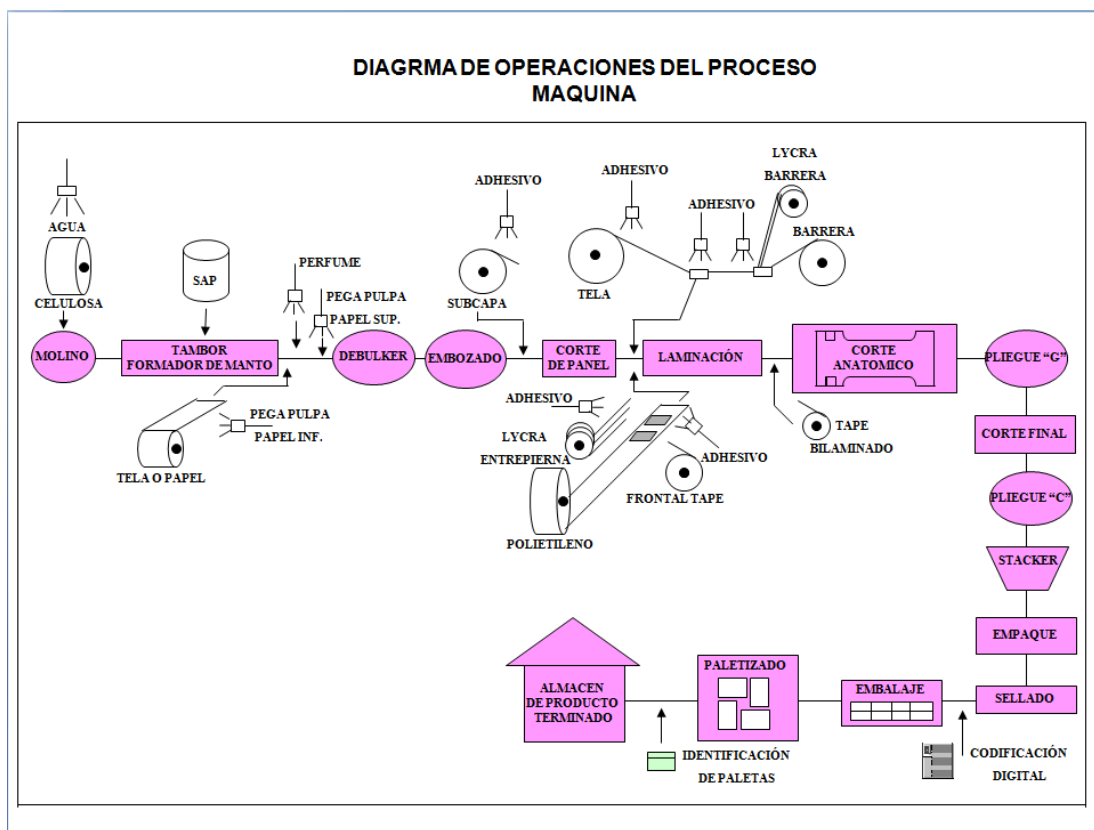 DIAGRMA DE OPERACIONES DEL PROCESO
MAQUINA
AGUA
CELULOSA
MOLINO
SAP
TAMBOR
FORMADOR DE MANTO
TELA O PAPEL
PEGA PULPA
PAPEL INF.
PERFUME
PEGA PULPA
PAPEL SUP.
DEBULKER
EMBOZADO
ADHESIVO
SUBCAPA
CORTE
DE PANEL
ADHESIVO
TELA
ADHESIVO
LYCRA
BARRERA
BARRERA
LAMINACIÓN
ADHESIVO
LYCRA
ENTREPIERNA
POLIETILENO
ADHESIVO
FRONTAL TAPE
TAPE
BILAMINADO
CORTE
ANATOMICO
PLIEGUE “G”
CORTE FINAL
PLIEGUE “C”
STACKER
EMPAQUE
SELLADO
CODIFICACIÓN
DIGITAL
EMBALAJE
PALETIZADO
IDENTIFICACIÓN
DE PALETAS
ALMACEN
DE PRODUCTO
TERMINADO